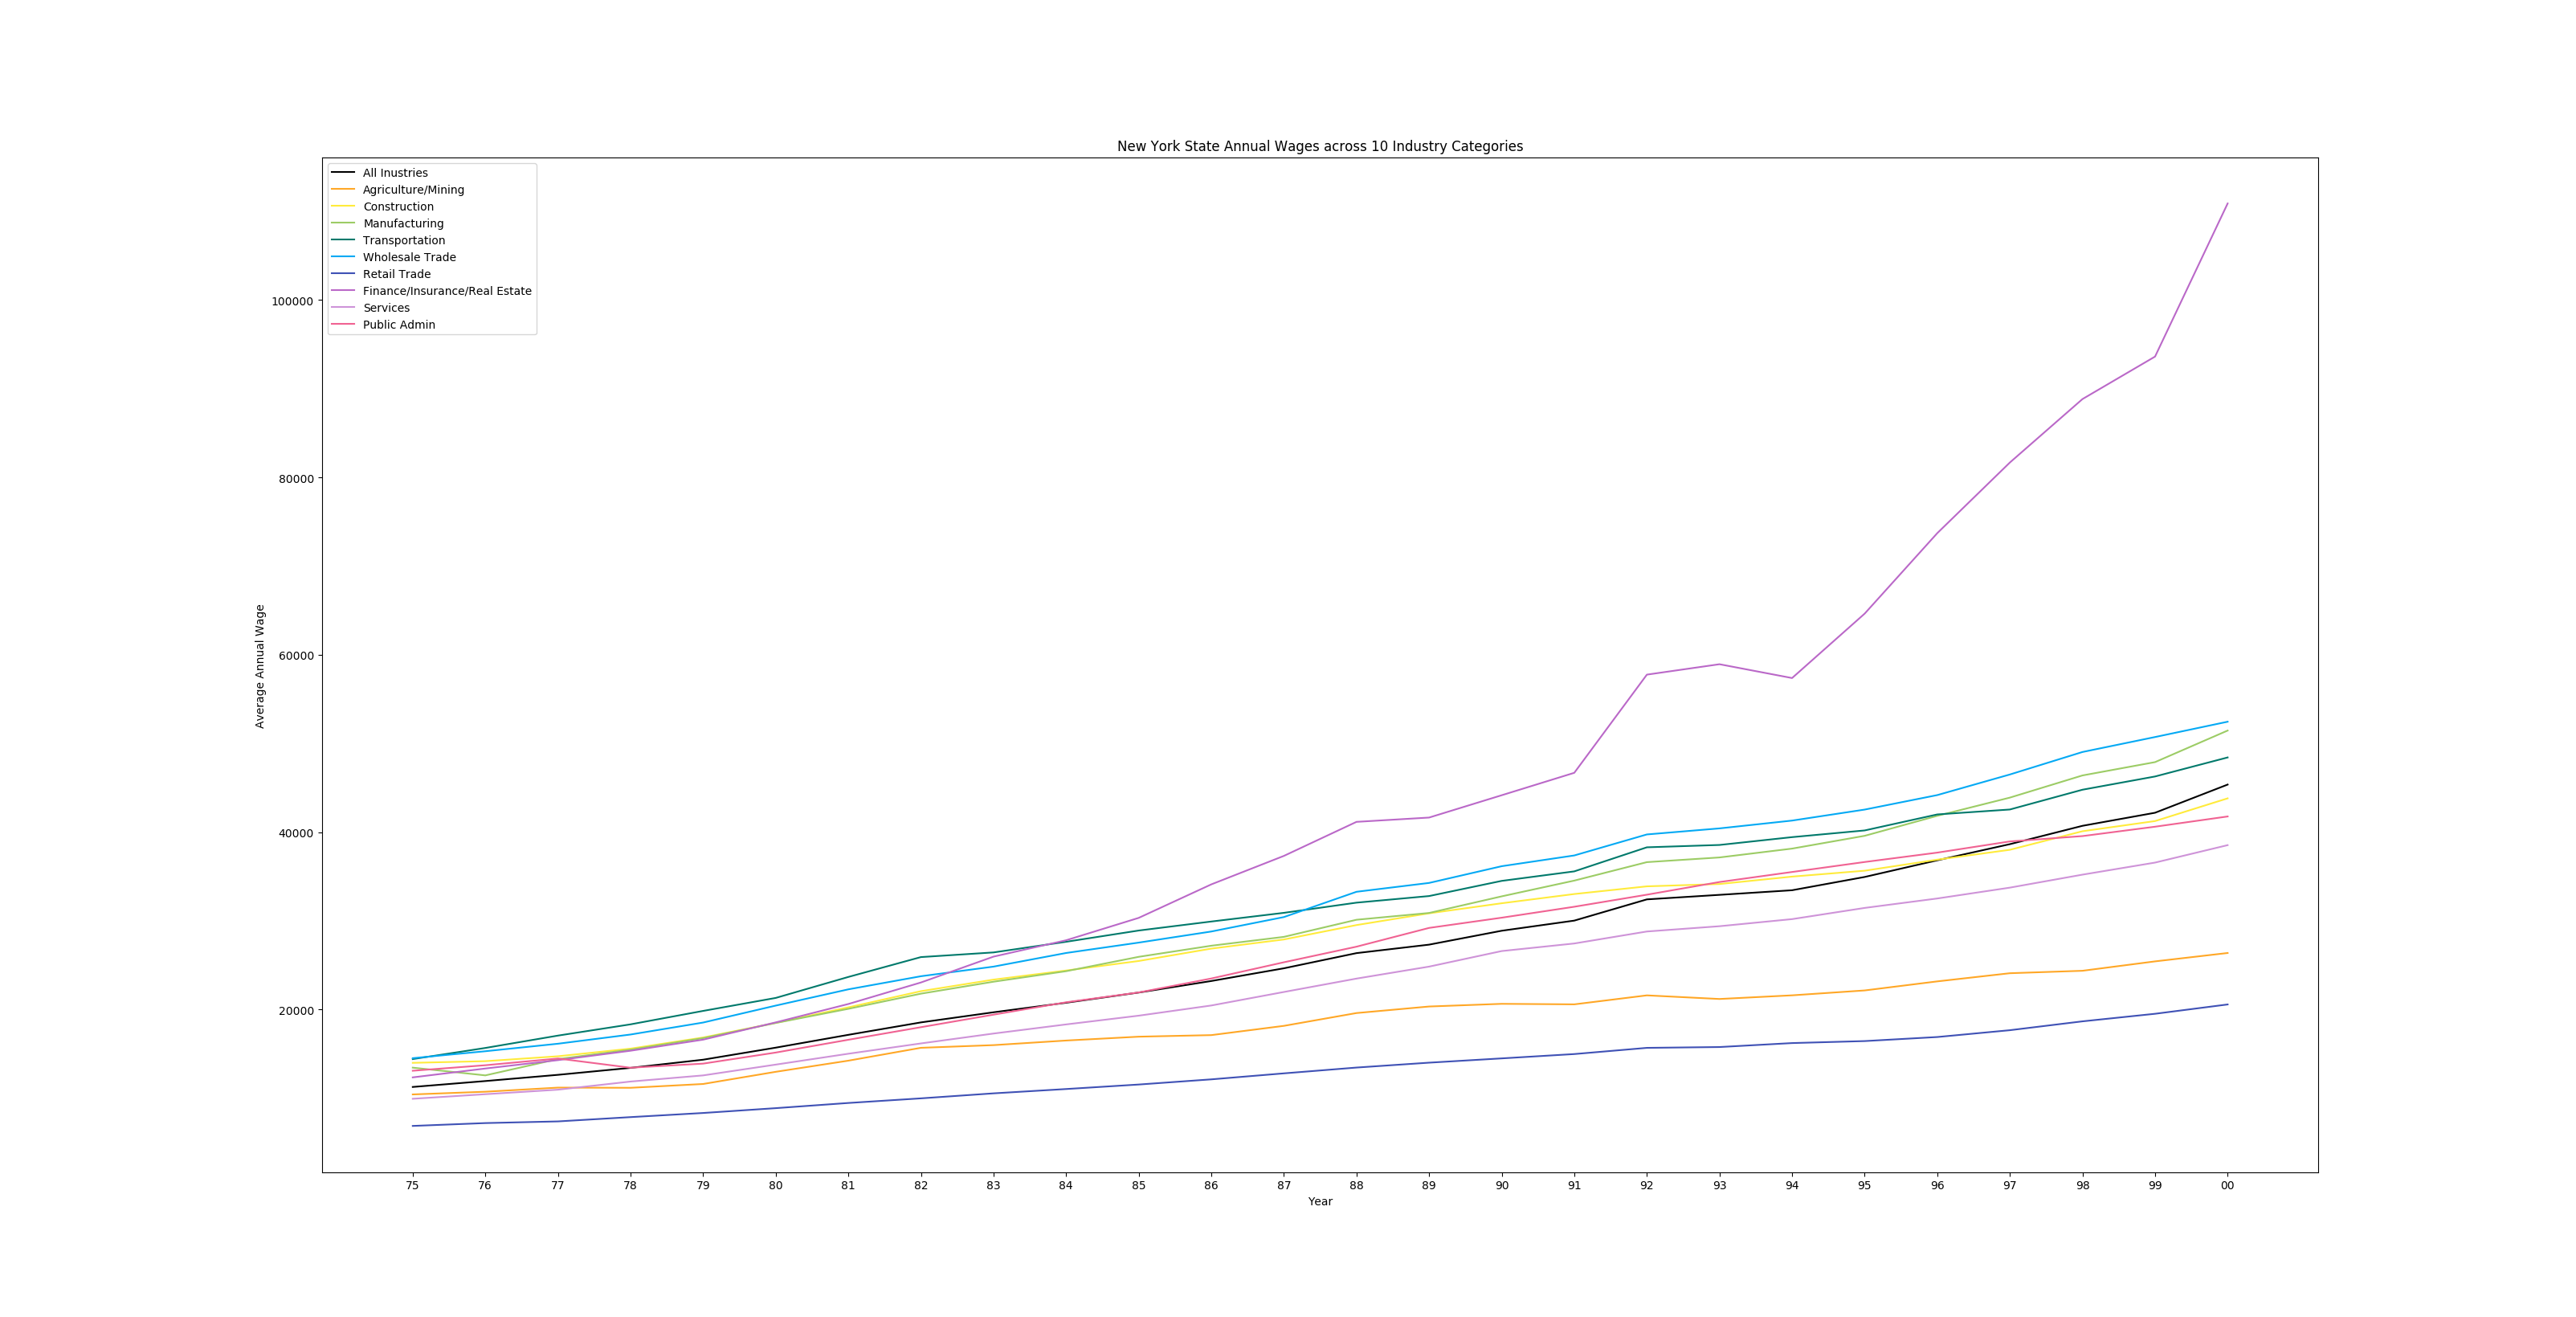 New York State Annual Wages across 10 Industry Categories
All Inustries
Agriculture/Mining
Construction
Manufacturing
Transportation
Wholesale Trade
Retail Trade
Finance/Insurance/Real Estate
Services
Public Admin
100000
80000
60000
40000
20000
Average Annual Wage
75 76 77 78 79 80 81 82 83 84 85 86 87 88 89 90 91 92 93 94 95 96 97 98 99 00
Year